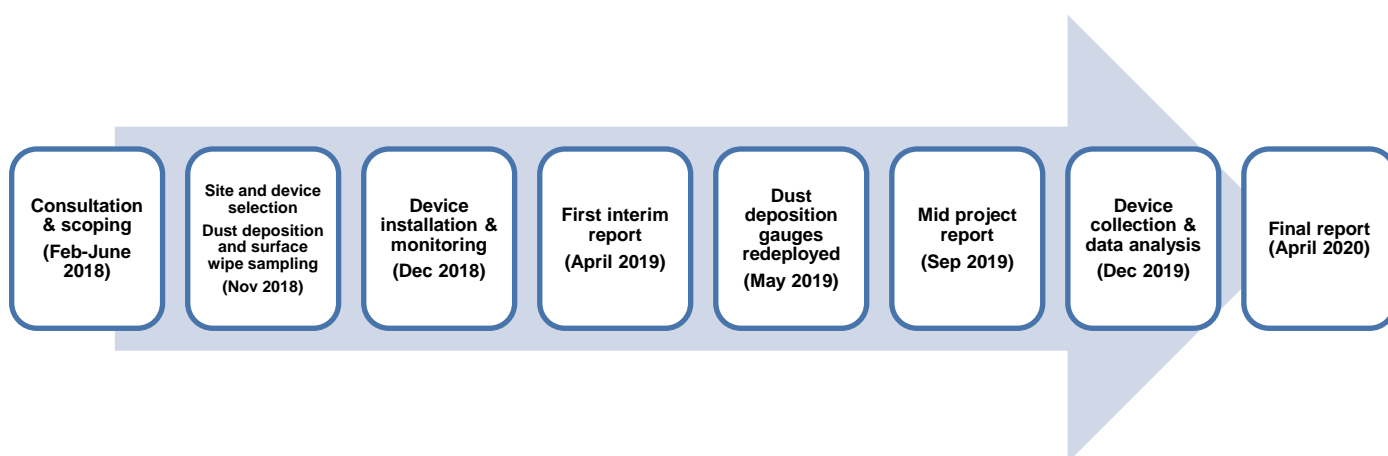 Consultation
& scoping
(Feb-June
2018)
Site and device
selection
Dust deposition
and surface
wipe sampling
(Nov 2018)
Device
installation &
monitoring
(Dec 2018)
First interim
report
(April 2019)
Dust
deposition
gauges
redeployed
(May 2019)
Mid project
report
(Sep 2019)
Device
collection &
data analysis
(Dec 2019)
Final report
(April 2020)